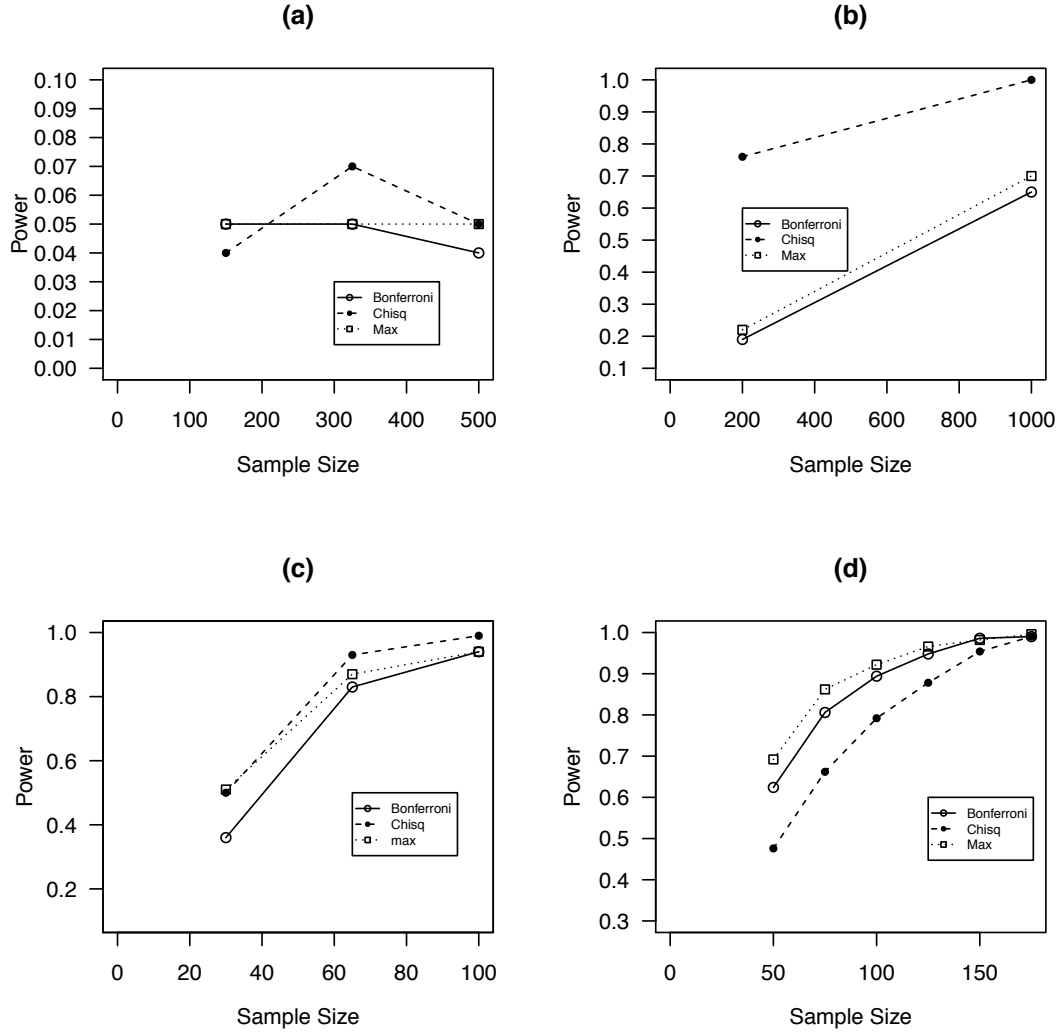 (a)
0.10
0.09
0.08
0.07
0.06
0.05
0.04
0.03
0.02
0.01
0.00
Power
Bonferroni
Chisq
Max
0 100 200 300 400 500
Sample Size
(b)
1.0
0.9
0.8
0.7
0.6
0.5
0.4
0.3
0.2
0.1
Power
Bonferroni
Chisq
Max
0 200 400 600 800 1000
Sample Size
(c)
1.0
0.8
0.6
0.4
0.2
Power
Bonferroni
Chisq
max
0 20 40 60 80 100
Sample Size
(d)
1.0
0.9
0.8
0.7
0.6
0.5
0.4
0.3
Power
Bonferroni
Chisq
Max
0 50 100 150
Sample Size